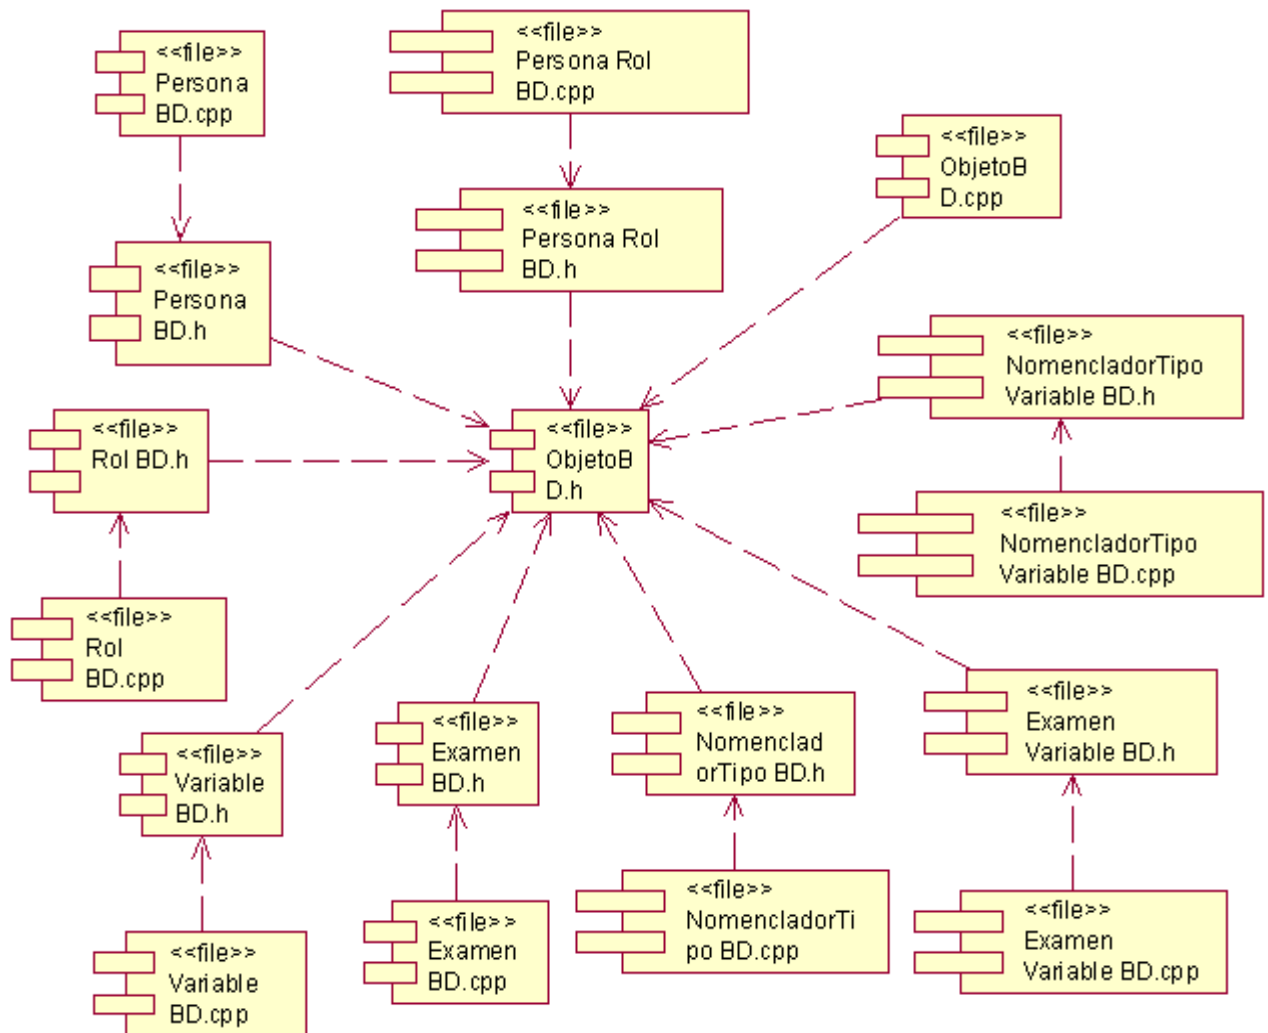 <<file>>
Persona
BD.cpp
<<file>>
Persona Rol
BD.cpp
<<file>>
ObjetoB
D.cpp
<<file>>
Persona
BD.h
<<file>>
Persona Rol
BD.h
<<file>>
NomencladorTipo
Variable BD.h
<<file>>
Rol BD.h
<<file>>
ObjetoB
D.h
<<file>>
NomencladorTipo
Variable BD.cpp
<<file>>
Rol
BD.cpp
<<file>>
Variable
BD.h
<<file>>
Examen
BD.h
<<file>>
Nomenclad
orTipo BD.h
<<file>>
Examen
Variable BD.h
<<file>>
Variable
BD.cpp
<<file>>
Examen
BD.cpp
<<file>>
NomencladorTi
po BD.cpp
<<file>>
Examen
Variable BD.cpp